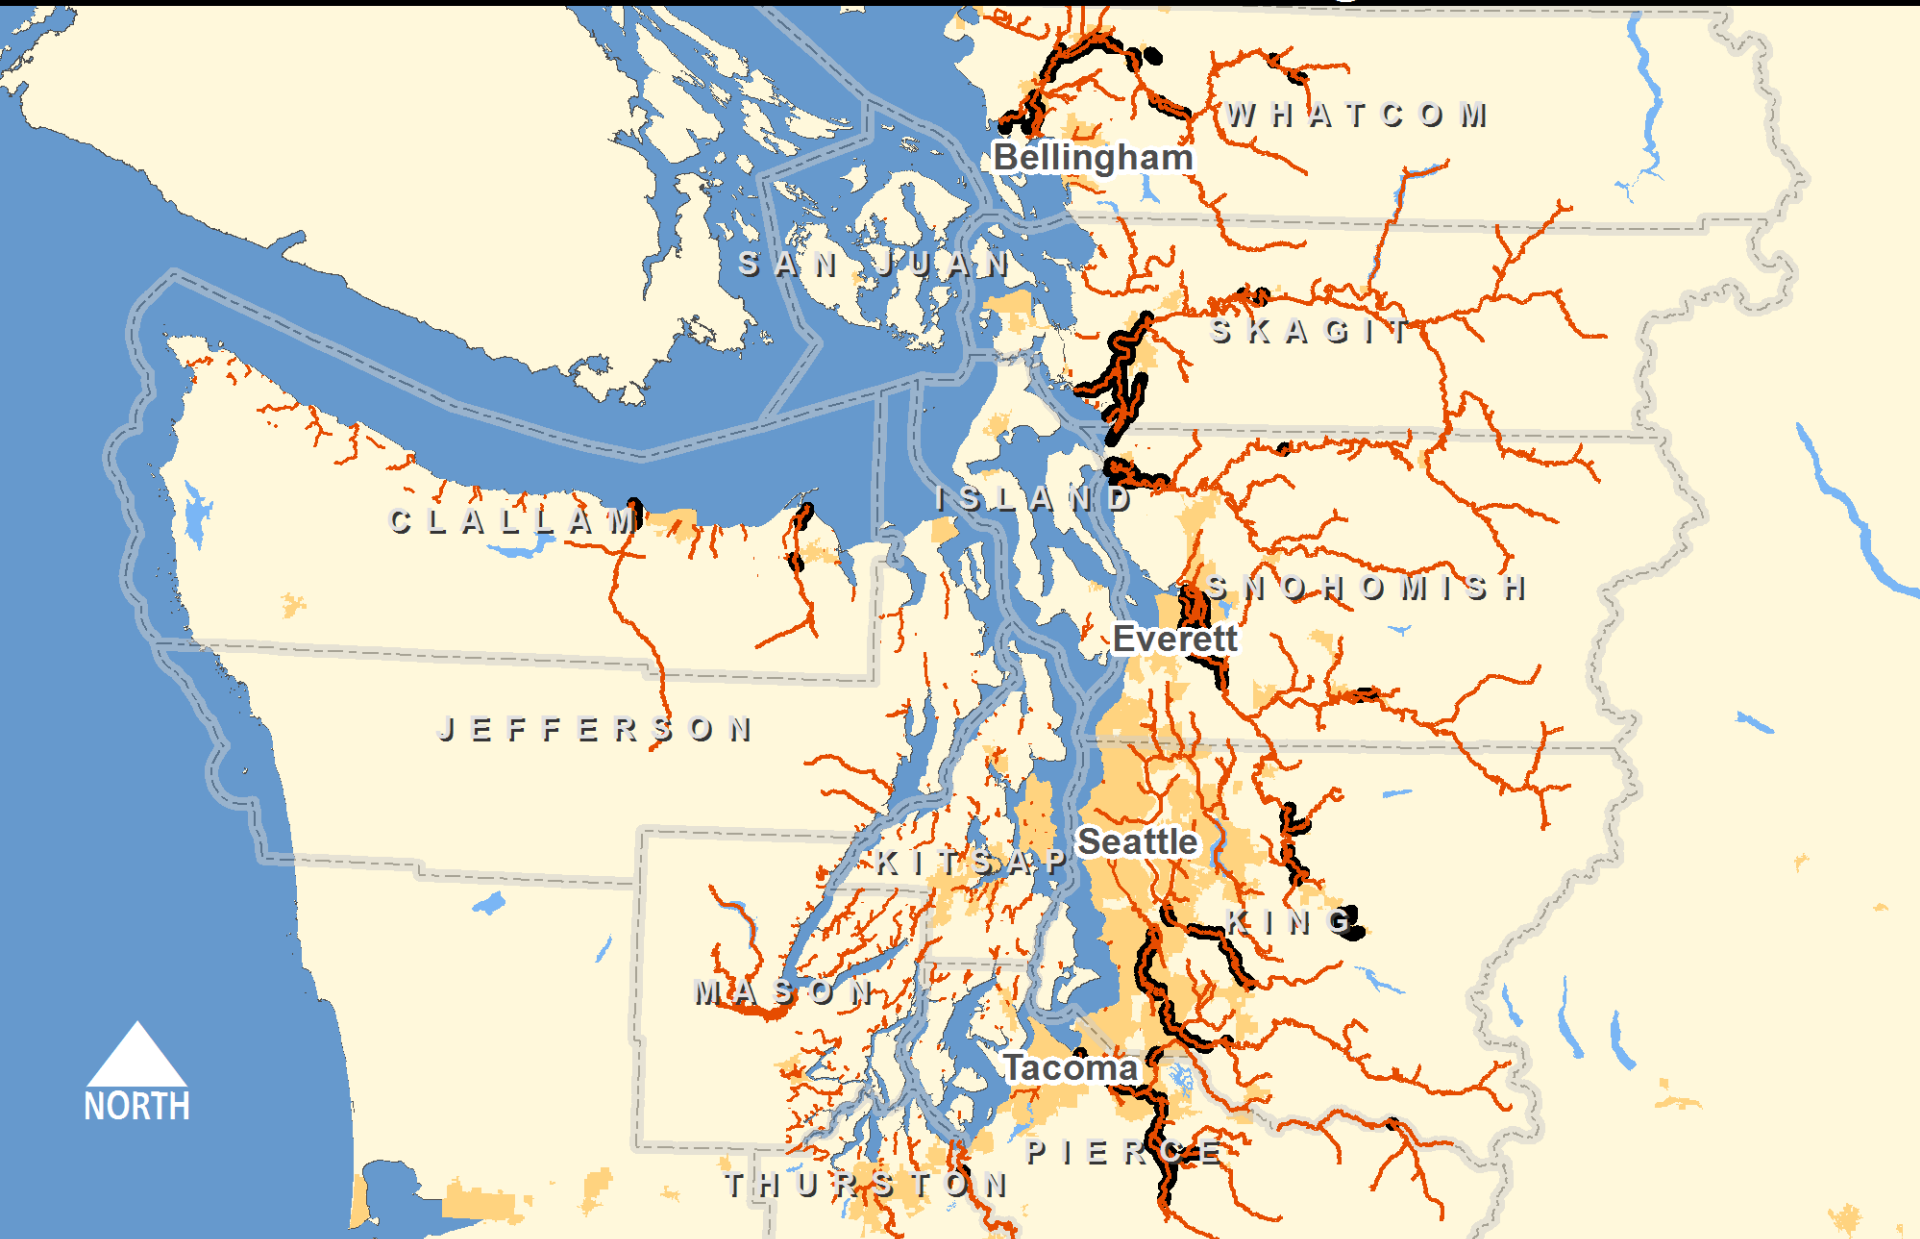 WHATCOM
Bellingham
SAN JUAN
SKAGIT
ISLAND
CLALLAM
SNOHOMISH
Everett
JEFFERSON
Seattle
KITSAP
KING
MASON
Tacoma
NORTH
PIERCE
THURSTON